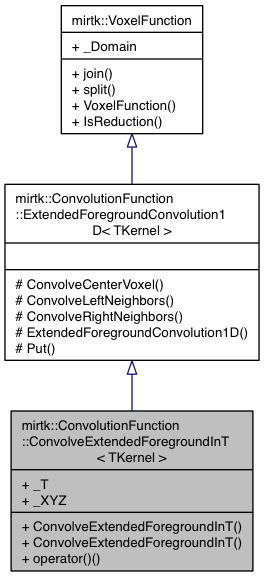 mirtk::VoxelFunction
+ _Domain
+ join()
+ split()
+ VoxelFunction()
+ IsReduction()
mirtk::ConvolutionFunction
::ExtendedForegroundConvolution1
D< TKernel >
# ConvolveCenterVoxel()
# ConvolveLeftNeighbors()
# ConvolveRightNeighbors()
# ExtendedForegroundConvolution1D()
# Put()
mirtk::ConvolutionFunction
::ConvolveExtendedForegroundInT
< TKernel >
+ _T
+ _XYZ
+ ConvolveExtendedForegroundInT()
+ ConvolveExtendedForegroundInT()
+ operator()()